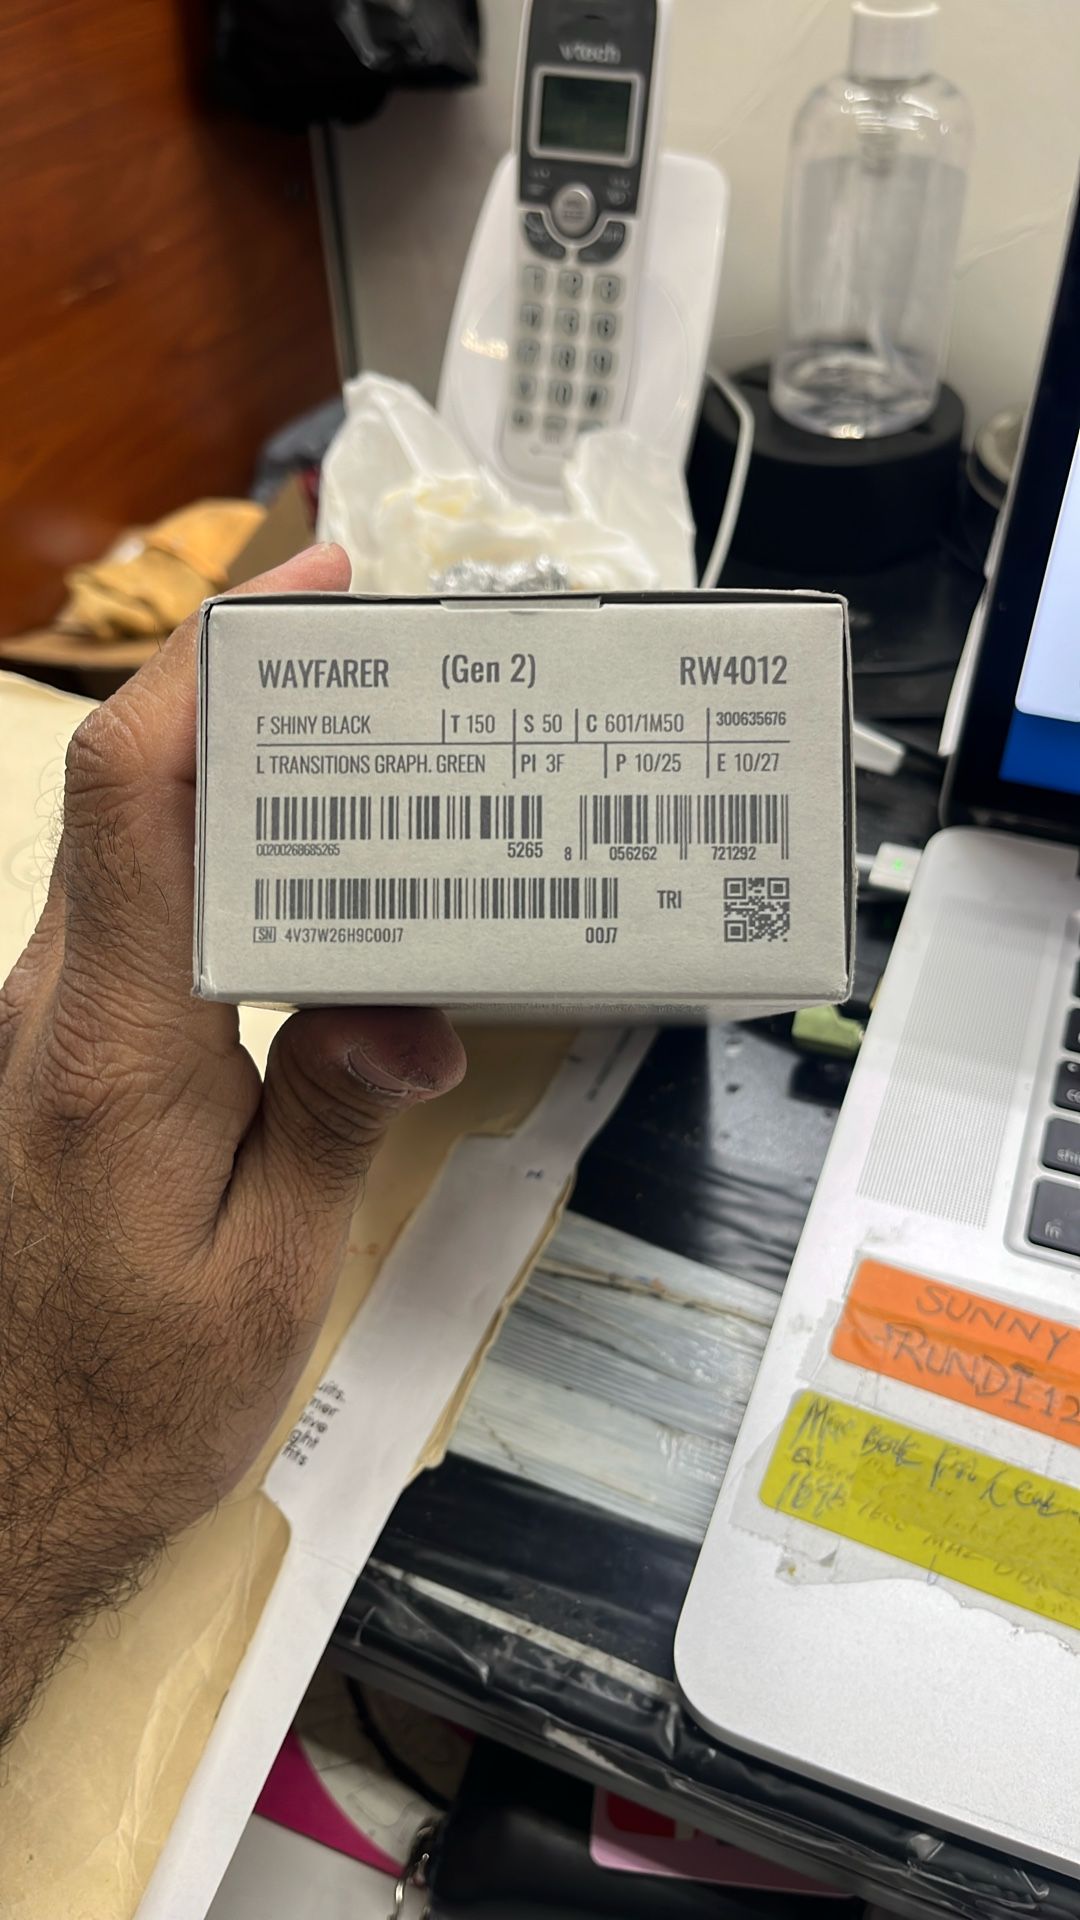 vtech
WAYFARER (Gen 2) RW4012
F SHINY BLACK T 150 S 50 C 601/1M50 300635676
L TRANSITIONS GRAPH. GREEN PI 3F P 10/25 E 10/27
00200268685265 5265 8 056262 721292
TRI
SN 4V37W26H9C00J7 00J7
SUNNY
fn